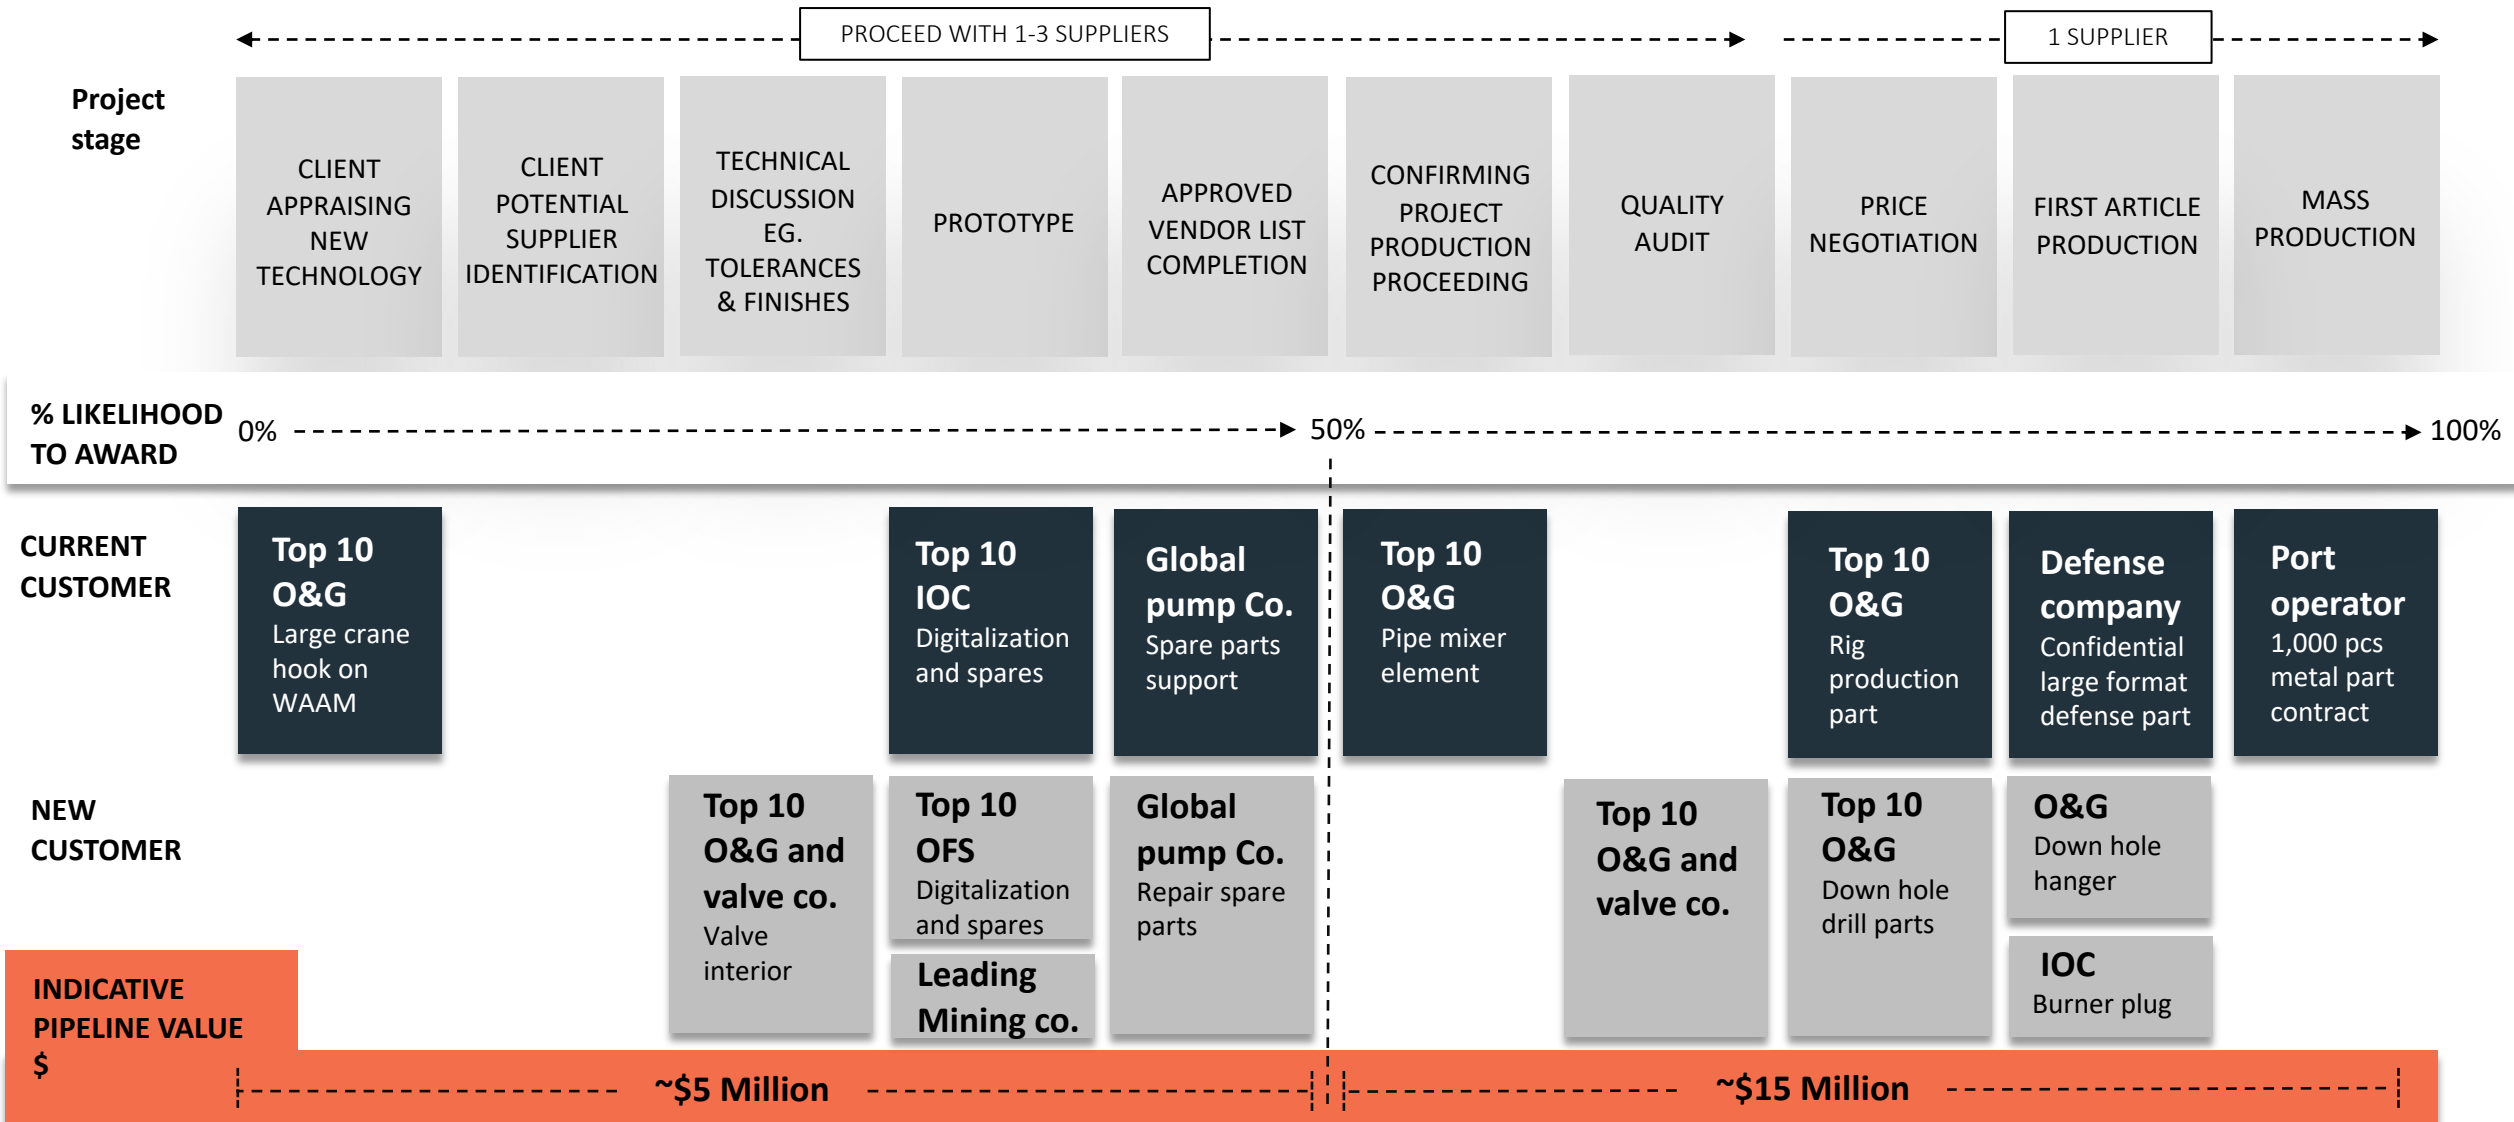 PROCEED WITH 1-3 SUPPLIERS
1 SUPPLIER
Project
stage
CLIENT
APPRAISING
NEW
TECHNOLOGY
CLIENT
POTENTIAL
SUPPLIER
IDENTIFICATION
TECHNICAL
DISCUSSION
EG.
TOLERANCES
& FINISHES
PROTOTYPE
APPROVED
VENDOR LIST
COMPLETION
CONFIRMING
PROJECT
PRODUCTION
PROCEEDING
QUALITY
AUDIT
PRICE
NEGOTIATION
FIRST ARTICLE
PRODUCTION
MASS
PRODUCTION
% LIKELIHOOD
TO AWARD
0%
50%
100%
CURRENT
CUSTOMER
Top 10
O&G
Large crane
hook on
WAAM
Top 10
IOC
Digitalization
and spares
Global
pump Co.
Spare parts
support
Top 10
O&G
Pipe mixer
element
Top 10
O&G
Rig
production
part
Defense
company
Confidential
large format
defense part
Port
operator
1,000 pcs
metal part
contract
NEW
CUSTOMER
Top 10
O&G and
valve co.
Valve
interior
Top 10
OFS
Digitalization
and spares
Leading
Mining co.
Global
pump Co.
Repair spare
parts
Top 10
O&G and
valve co.
Top 10
O&G
Down hole
drill parts
O&G
Down hole
hanger
IOC
Burner plug
INDICATIVE
PIPELINE VALUE
$
~$5 Million
~$15 Million